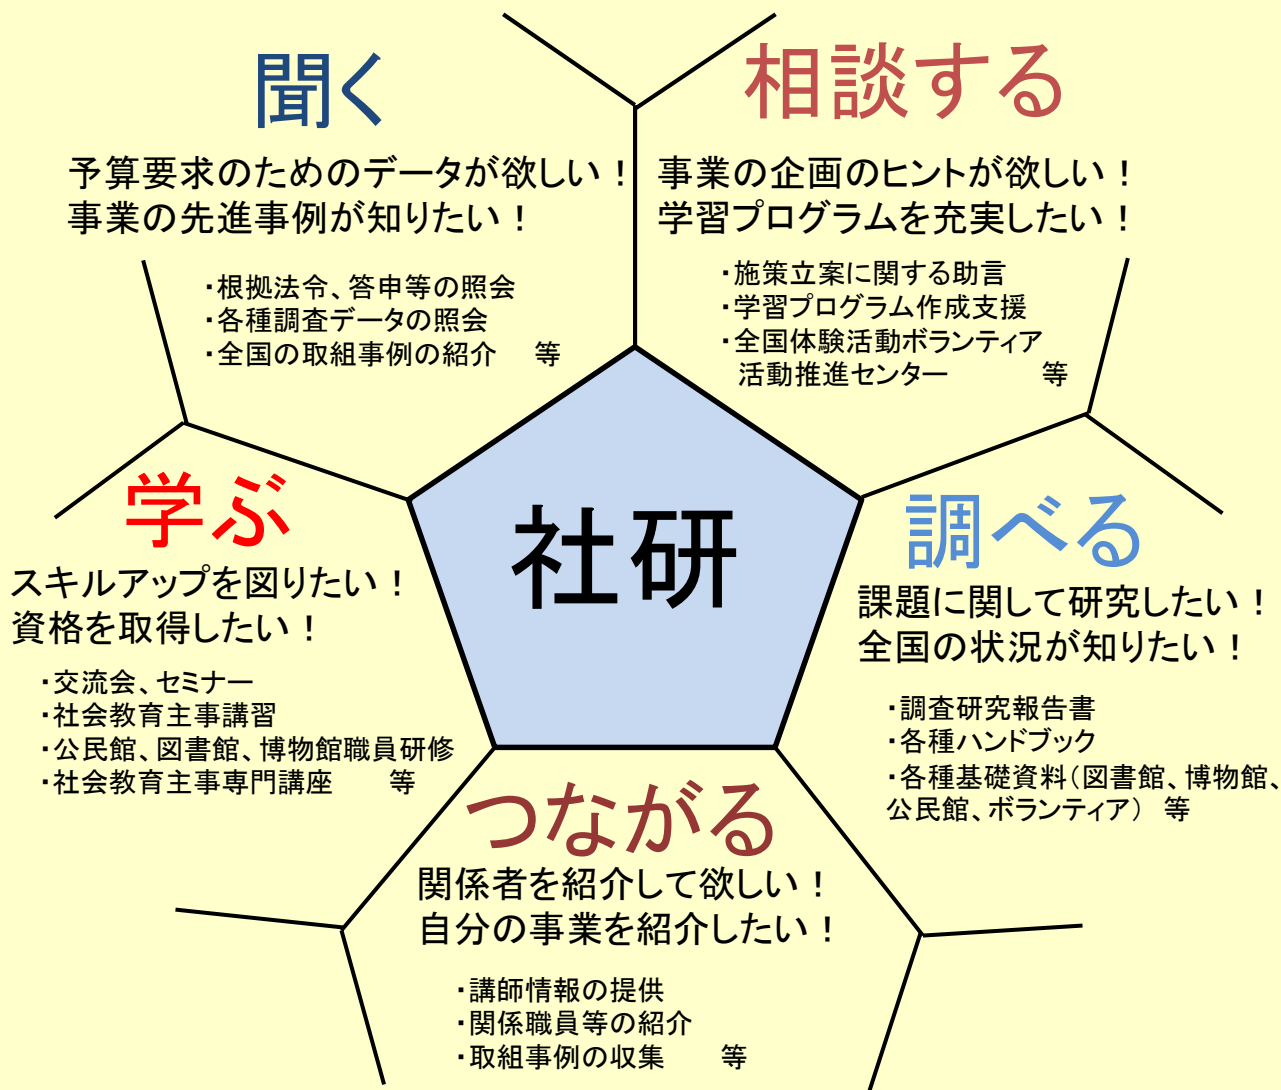 聞く
予算要求のためのデータが欲しい！
事業の先進事例が知りたい！
・根拠法令、答申等の照会
・各種調査データの照会
・全国の取組事例の紹介　等
相談する
事業の企画のヒントが欲しい！
学習プログラムを充実したい！
・施策立案に関する助言
・学習プログラム作成支援
・全国体験活動ボランティア
活動推進センター　等
社研
学ぶ
スキルアップを図りたい！
資格を取得したい！
・交流会、セミナー
・社会教育主事講習
・公民館、図書館、博物館職員研修
・社会教育主事専門講座　等
調べる
課題に関して研究したい！
全国の状況が知りたい！
・調査研究報告書
・各種ハンドブック
・各種基礎資料（図書館、博物館、
公民館、ボランティア）　等
つながる
関係者を紹介して欲しい！
自分の事業を紹介したい！
・講師情報の提供
・関係職員等の紹介
・取組事例の収集　等